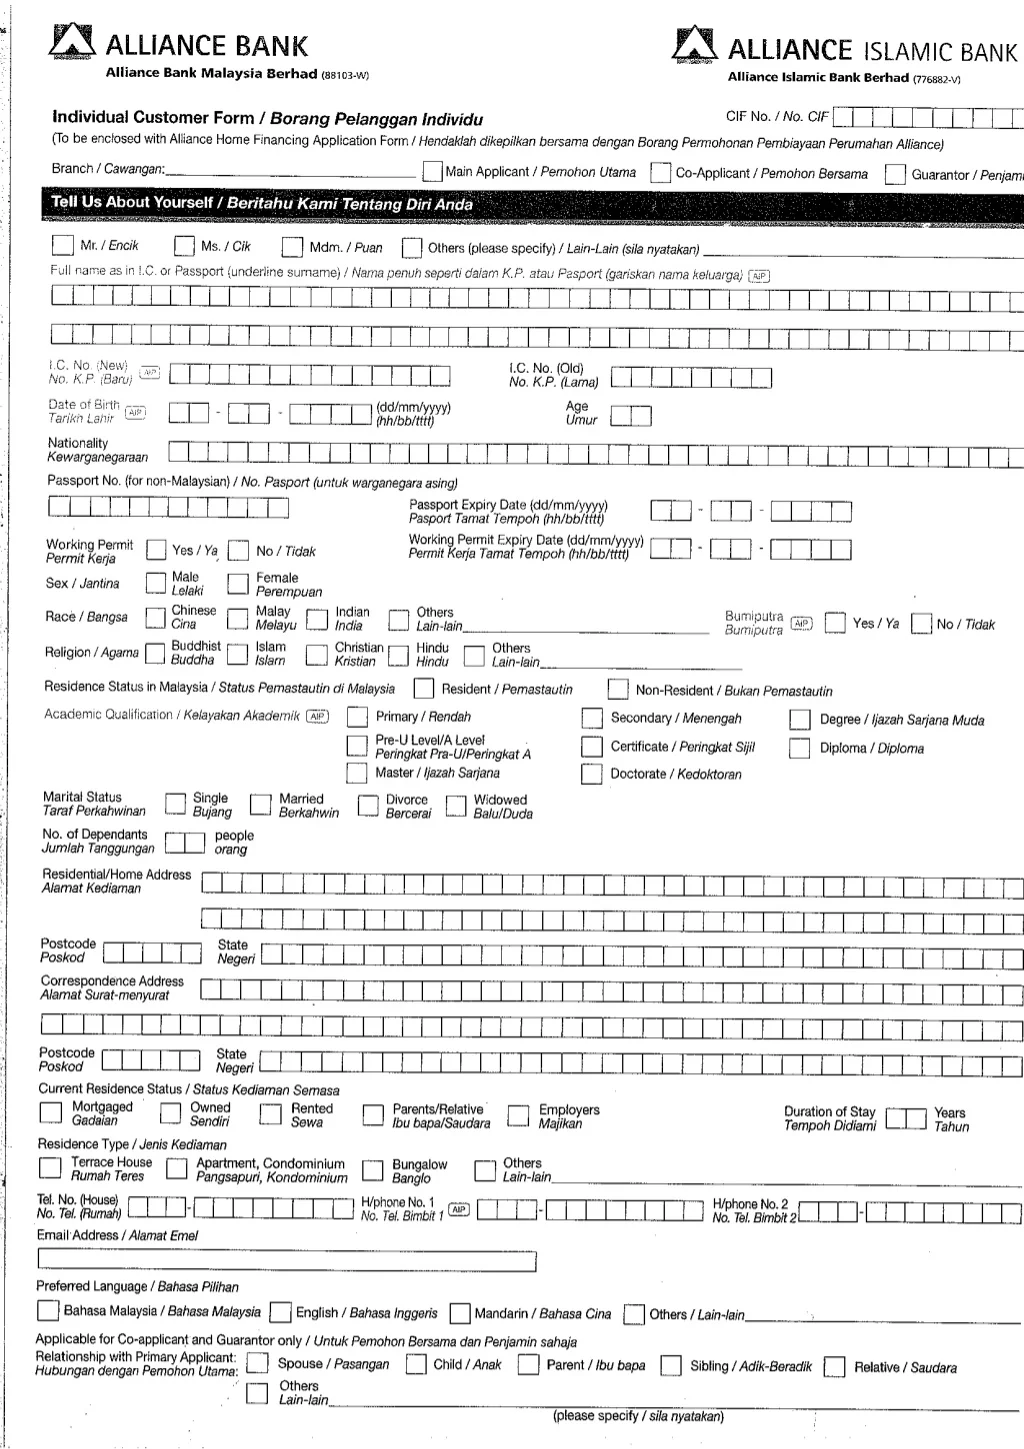 ALLIANCE BANK
Alliance Bank Malaysia Berhad (88103-W)
ALLIANCE ISLAMIC BANK
Alliance Islamic Bank Berhad (776882-V)
Individual Customer Form / Borang Pelanggan Individu
CIF No. / No. CIF
(To be enclosed with Alliance Home Financing Application Form / Hendaklah dikepilkan bersama dengan Borang Permohonan Pembiayaan Perumahan Alliance)
Branch / Cawangan: Main Applicant / Pemohon Utama Co-Applicant / Pemohon Bersama Guarantor / Penjam
Tell Us About Yourself / Beritahu Kami Tentang Diri Anda
Mr. / Encik Ms. / Cik Mdm. / Puan Others (please specify) / Lain-Lain (sila nyatakan)
Full name as in I.C. or Passport (underline surname) / Nama penuh seperti dalam K.P. atau Pasport (gariskan nama keluarga) AIP
I.C. No. (New) AIP I.C. No. (Old)
No. K.P. (Baru) No. K.P. (Lama)
Date of Birth AIP - - (dd/mm/yyyy) Age
Tarikh Lahir (hh/bb/tttt) Umur
Nationality
Kewarganegaraan
Passport No. (for non-Malaysian) / No. Pasport (untuk warganegara asing)
Passport Expiry Date (dd/mm/yyyy) - -
Pasport Tamat Tempoh (hh/bb/tttt)
Working Permit Yes / Ya No / Tidak Working Permit Expiry Date (dd/mm/yyyy) - -
Permit Kerja Permit Kerja Tamat Tempoh (hh/bb/tttt)
Sex / Jantina Male Female
Lelaki Perempuan
Race / Bangsa Chinese Malay Indian Others Bumiputra AIP Yes / Ya No / Tidak
Cina Melayu India Lain-lain Bumiputra
Religion / Agama Buddhist Islam Christian Hindu Others
Buddha Islam Kristian Hindu Lain-lain
Residence Status in Malaysia / Status Pemastautin di Malaysia Resident / Pemastautin Non-Resident / Bukan Pemastautin
Academic Qualification / Kelayakan Akademik AIP Primary / Rendah Secondary / Menengah Degree / Ijazah Sarjana Muda
Pre-U Level/A Level Certificate / Peringkat Sijil Diploma / Diploma
Peringkat Pra-U/Peringkat A
Master / Ijazah Sarjana Doctorate / Kedoktoran
Marital Status Single Married Divorce Widowed
Taraf Perkahwinan Bujang Berkahwin Bercerai Balu/Duda
No. of Dependants people
Jumlah Tanggungan orang
Residential/Home Address
Alamat Kediaman
Postcode State
Poskod Negeri
Correspondence Address
Alamat Surat-menyurat
Postcode State
Poskod Negeri
Current Residence Status / Status Kediaman Semasa
Mortgaged Owned Rented Parents/Relative Employers Duration of Stay Years
Gadaian Sendiri Sewa Ibu bapa/Saudara Majikan Tempoh Didiami Tahun
Residence Type / Jenis Kediaman
Terrace House Apartment, Condominium Bungalow Others
Rumah Teres Pangsapuri, Kondominium Banglo Lain-lain
Tel. No. (House) - H/phone No. 1 AIP - H/phone No. 2 -
No. Tel. (Rumah) No. Tel. Bimbit 1 No. Tel. Bimbit 2
Email Address / Alamat Emel
Preferred Language / Bahasa Pilihan
Bahasa Malaysia / Bahasa Malaysia English / Bahasa Inggeris Mandarin / Bahasa Cina Others / Lain-lain
Applicable for Co-applicant and Guarantor only / Untuk Pemohon Bersama dan Penjamin sahaja
Relationship with Primary Applicant: Spouse / Pasangan Child / Anak Parent / Ibu bapa Sibling / Adik-Beradik Relative / Saudara
Hubungan dengan Pemohon Utama:
Others
Lain-lain
(please specify / sila nyatakan)